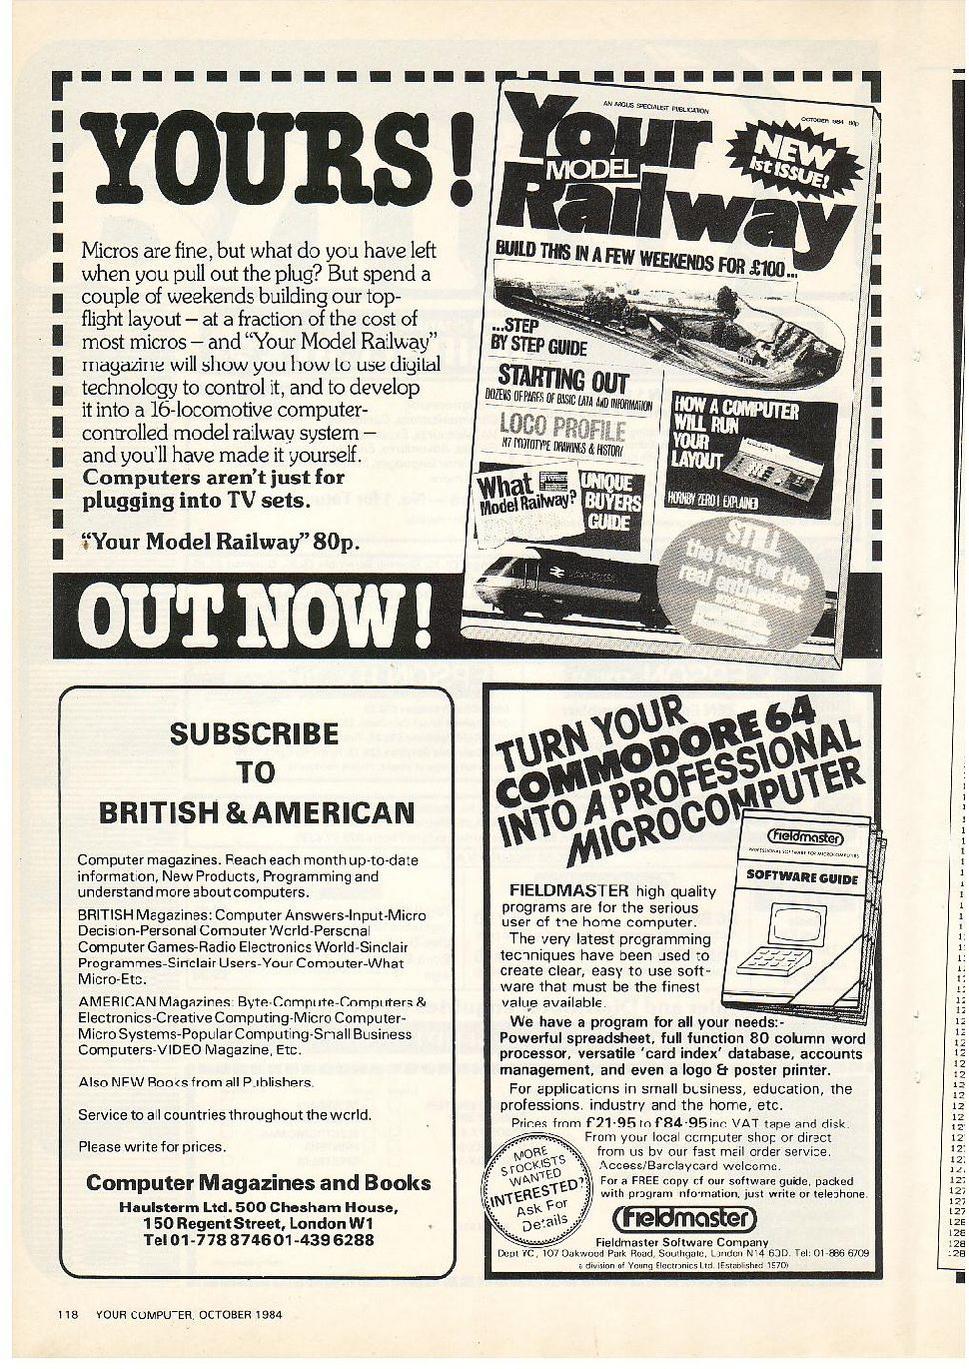 YOURS!
Micros are fine, but what do you have left
when you pull out the plug? But spend a
couple of weekends building our top-
flight layout – at a fraction of the cost of
most micros – and “Your Model Railway”
magazine will show you how to use digital
technology to control it, and to develop
it into a 16-locomotive computer-
controlled model railway system –
and you'll have made it yourself.
Computers aren't just for
plugging into TV sets.
“Your Model Railway” 80p.
OUT NOW!
AN ARGUS SPECIALIST PUBLICATION
OCTOBER 1984 80p
Your
MODEL
Railway
NEW
1st ISSUE!
BUILD THIS IN A FEW WEEKENDS FOR £100...
...STEP
BY STEP GUIDE
STARTING OUT
DOZENS OF PAGES OF BASIC DATA AND INFORMATION
LOCO PROFILE
PROTOTYPE DRAWINGS & HISTORY
HOW A COMPUTER
WILL RUN
YOUR
LAYOUT
HORNBY ZERO 1 EXPLAINED
What
Model Railway?
UNIQUE
BUYERS
GUIDE
STILL
the best for the
real enthusiast
SUBSCRIBE
TO
BRITISH & AMERICAN
Computer magazines. Reach each month up-to-date
information, New Products, Programming and
understand more about computers.
BRITISH Magazines: Computer Answers-Input-Micro
Decision-Personal Computer World-Personal
Computer Games-Radio Electronics World-Sinclair
Programmes-Sinclair Users-Your Computer-What
Micro-Etc.
AMERICAN Magazines: Byte-Compute-Computers &
Electronics-Creative Computing-Micro Computer-
Micro Systems-Popular Computing-Small Business
Computers-VIDEO Magazine, Etc.
Also NEW Books from all Publishers.
Service to all countries throughout the world.
Please write for prices.
Computer Magazines and Books
Haulsterm Ltd. 500 Chesham House,
150 Regent Street, London W1
Tel 01-778 8746 01-439 6288
TURN YOUR
COMMODORE 64
INTO A PROFESSIONAL
MICROCOMPUTER
fieldmaster
PROFESSIONAL SOFTWARE FOR MICROCOMPUTERS
SOFTWARE GUIDE
FIELDMASTER high quality
programs are for the serious
user of the home computer.
The very latest programming
techniques have been used to
create clear, easy to use soft-
ware that must be the finest
value available.
We have a program for all your needs:-
Powerful spreadsheet, full function 80 column word
processor, versatile 'card index' database, accounts
management, and even a logo & poster printer.
For applications in small business, education, the
professions, industry and the home, etc.
Prices from £21·95 to £84·95 inc VAT tape and disk.
From your local computer shop or direct
from us by our fast mail order service.
Access/Barclaycard welcome.
For a FREE copy of our software guide, packed
with program information, just write or telephone.
MORE
STOCKISTS
WANTED
INTERESTED?
Ask For
Details
fieldmaster
Fieldmaster Software Company
Dept YC, 107 Oakwood Park Road, Southgate, London N14 6QD. Tel: 01-886 6709
a division of Young Electronics Ltd. (Established 1970)
118 YOUR COMPUTER, OCTOBER 1984